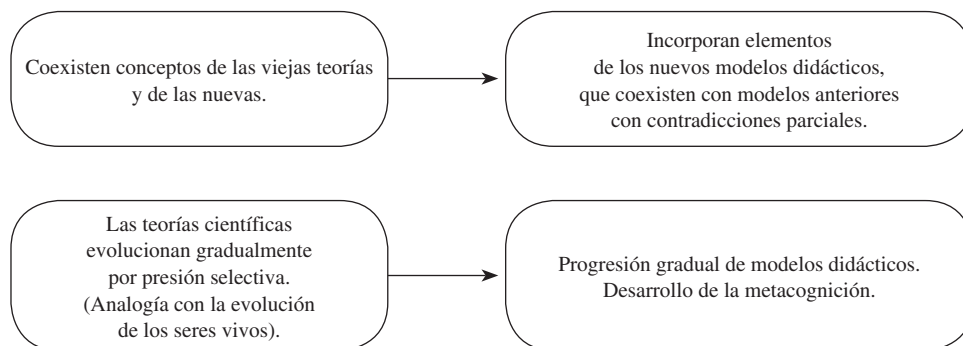 Coexisten conceptos de las viejas teorías
y de las nuevas.
Incorporan elementos
de los nuevos modelos didácticos,
que coexisten con modelos anteriores
con contradicciones parciales.
Las teorías científicas
evolucionan gradualmente
por presión selectiva.
(Analogía con la evolución
de los seres vivos).
Progresión gradual de modelos didácticos.
Desarrollo de la metacognición.